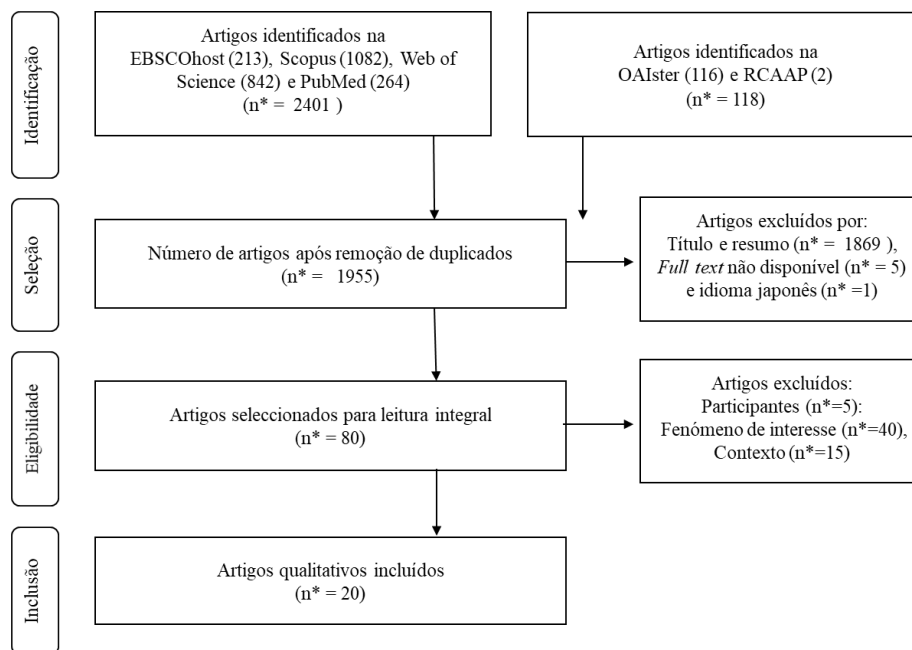 Identificação
Artigos identificados na
EBSCOhost (213), Scopus (1082), Web of
Science (842) e PubMed (264)
(n* = 2401 )
Artigos identificados na
OAIster (116) e RCAAP (2)
(n* = 118)
Seleção
Número de artigos após remoção de duplicados
(n* = 1955)
Artigos excluídos por:
Título e resumo (n* = 1869 ),
Full text não disponível (n* = 5)
e idioma japonês (n* =1)
Eligibilidade
Artigos seleccionados para leitura integral
(n* = 80)
Artigos excluídos:
Participantes (n*=5):
Fenómeno de interesse (n*=40),
Contexto (n*=15)
Inclusão
Artigos qualitativos incluídos
(n* = 20)